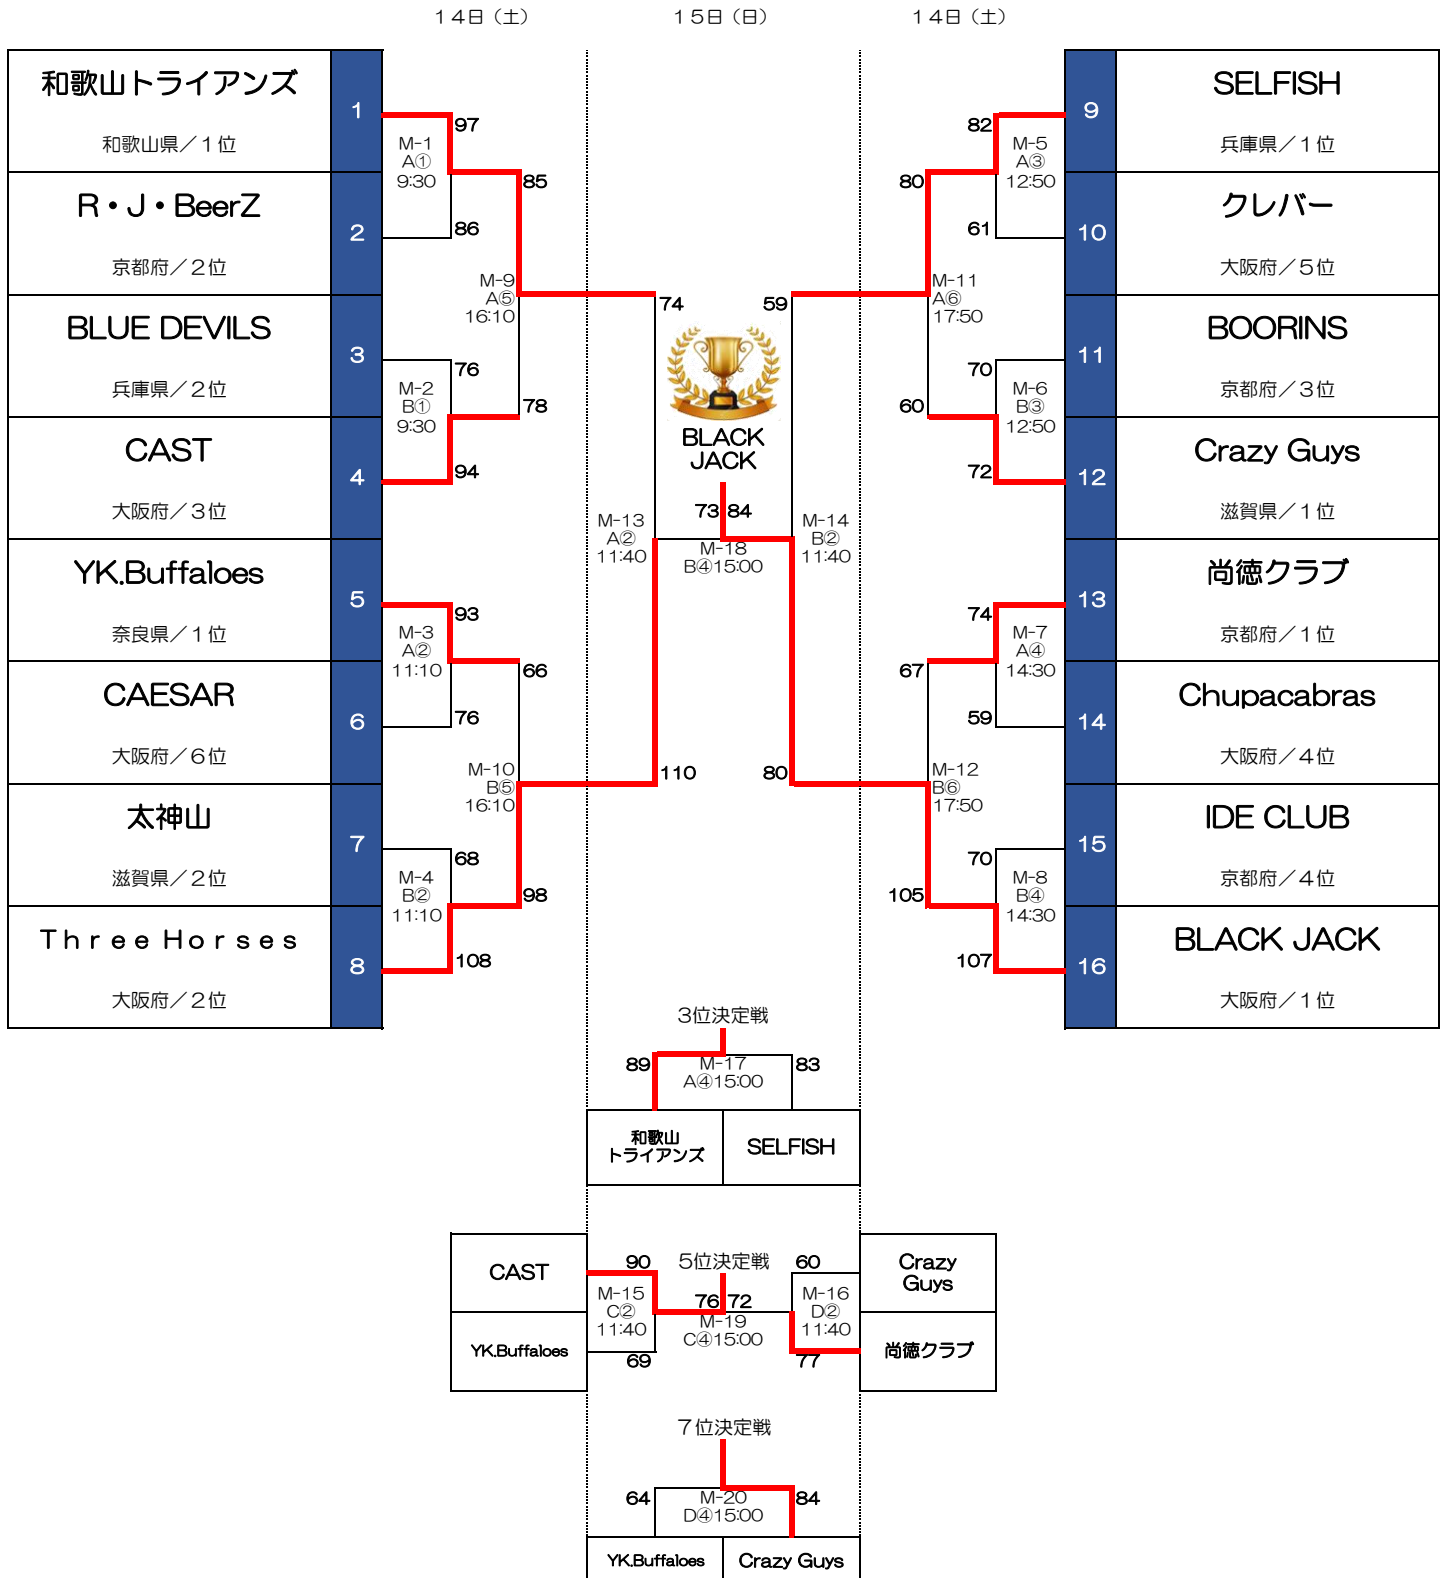 14日（土）
15日（日）
14日（土）
和歌山トライアンズ
和歌山県／１位
1
R・J・BeerZ
京都府／２位
2
BLUE DEVILS
兵庫県／２位
3
CAST
大阪府／３位
4
YK.Buffaloes
奈良県／１位
5
CAESAR
大阪府／６位
6
太神山
滋賀県／２位
7
Ｔｈｒｅｅ Ｈｏｒｓｅｓ
大阪府／２位
8
97
M-1
A①
9:30
86
76
M-2
B①
9:30
94
93
M-3
A②
11:10
76
68
M-4
B②
11:10
108
85
M-9
A⑤
16:10
78
66
M-10
B⑤
16:10
98
74
M-13
A②
11:40
110
BLACK
JACK
73
84
M-18
B④15:00
59
M-14
B②
11:40
80
80
M-11
A⑥
17:50
60
67
M-12
B⑥
17:50
105
82
M-5
A③
12:50
61
70
M-6
B③
12:50
72
74
M-7
A④
14:30
59
70
M-8
B④
14:30
107
9
SELFISH
兵庫県／１位
10
クレバー
大阪府／５位
11
BOORINS
京都府／３位
12
Crazy Guys
滋賀県／１位
13
尚徳クラブ
京都府／１位
14
Chupacabras
大阪府／４位
15
IDE CLUB
京都府／４位
16
BLACK JACK
大阪府／１位
3位決定戦
89
M-17
A④15:00
83
和歌山
トライアンズ
SELFISH
CAST
YK.Buffaloes
90
M-15
C②
11:40
69
5位決定戦
76
72
M-19
C④15:00
60
M-16
D②
11:40
77
Crazy
Guys
尚徳クラブ
７位決定戦
64
M-20
D④15:00
84
YK.Buffaloes
Crazy Guys